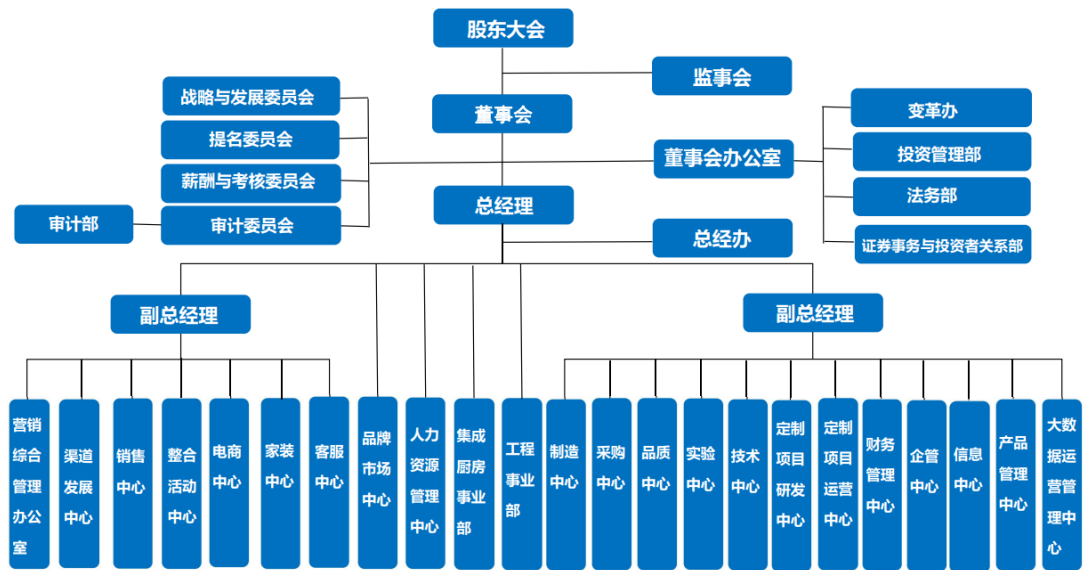 股东大会
监事会
战略与发展委员会
董事会
变革办
提名委员会
董事会办公室
投资管理部
薪酬与考核委员会
总经理
法务部
审计部
审计委员会
总经办
证券事务与投资者关系部
副总经理
副总经理
营销
综合
管理
办公
室
渠道
发展
中心
销售
中心
整合
活动
中心
电商
中心
家装
中心
客服
中心
品牌
市场
中心
人力
资源
管理
中心
集成
厨房
事业
部
工程
事业
部
制造
中心
采购
中心
品质
中心
实验
中心
技术
中心
定制
项目
研发
中心
定制
项目
运营
中心
财务
管理
中心
企管
中心
信息
中心
产品
管理
中心
大数
据运
营管
理中
心